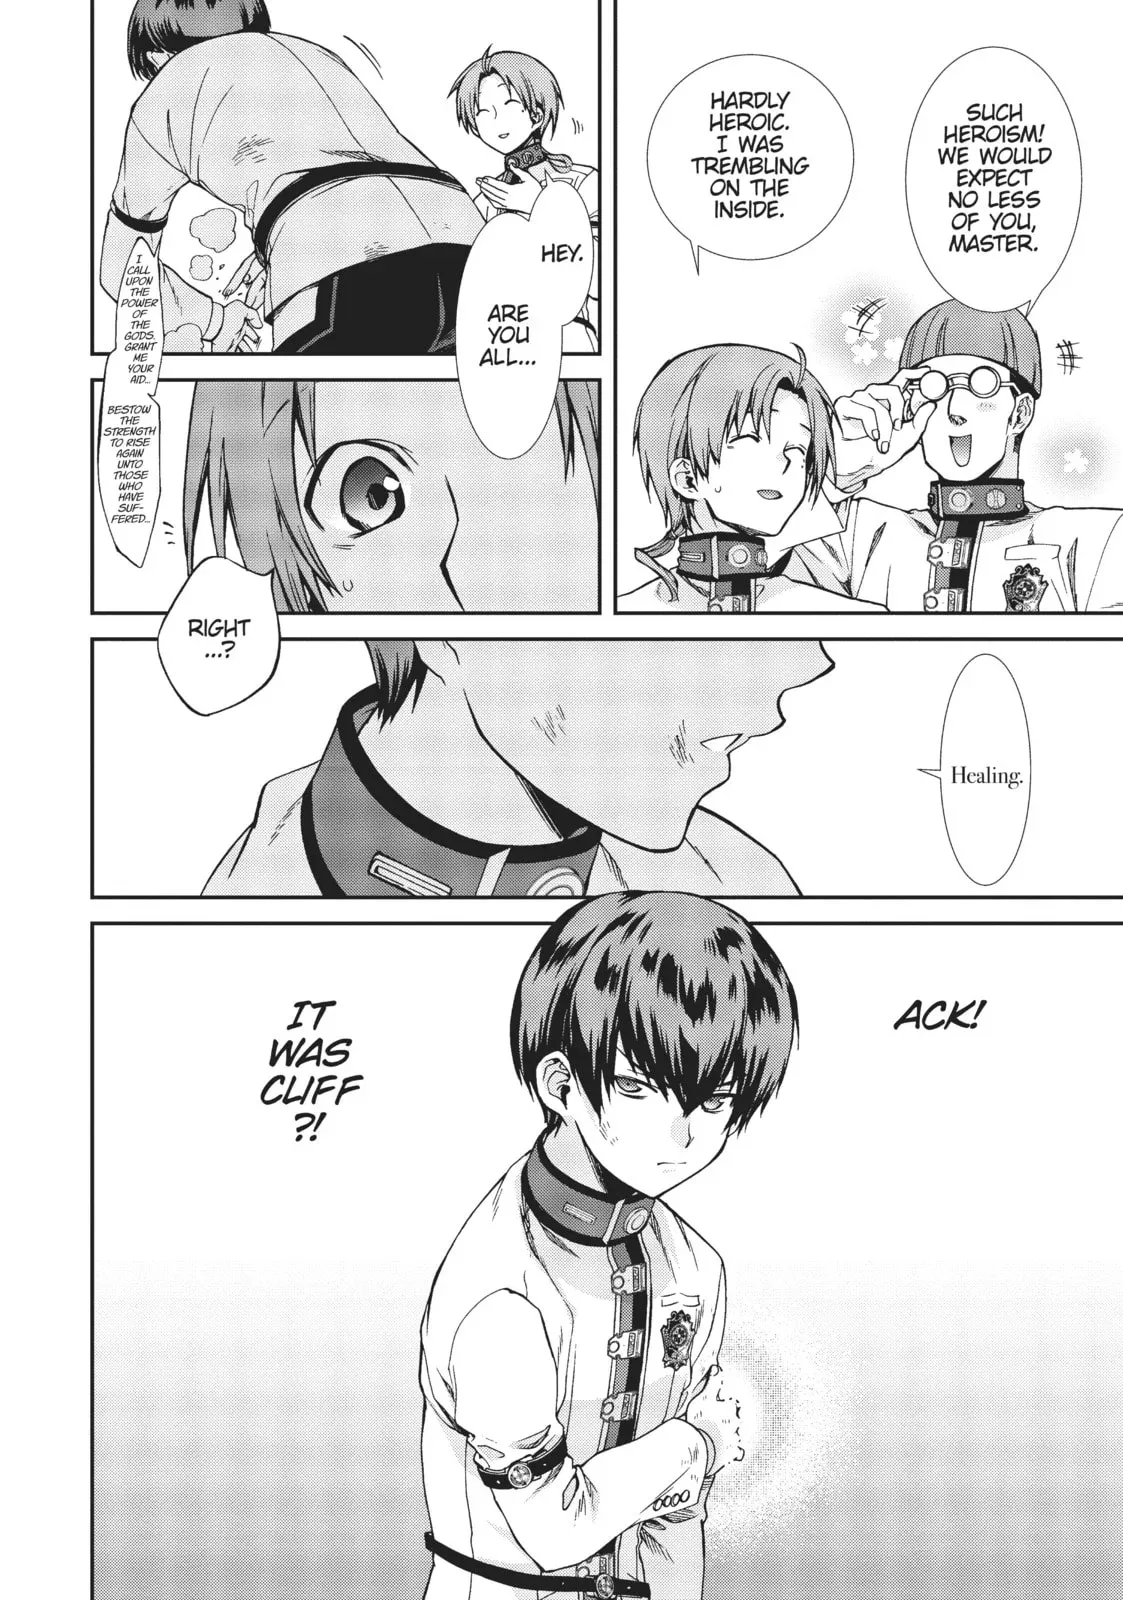 SUCH
HEROISM!
WE WOULD
EXPECT
NO LESS
OF YOU,
MASTER.
HARDLY
HEROIC.
I WAS
TREMBLING
ON THE
INSIDE.
HEY.
ARE
YOU
ALL...
I
CALL
UPON
THE
POWER
OF
THE
GODS.
GRANT
ME
YOUR
AID...
BESTOW
THE
STRENGTH
TO RISE
AGAIN
UNTO
THOSE
WHO
HAVE
SUF-
FERED...
RIGHT
...?
Healing.
ACK!
IT
WAS
CLIFF
?!